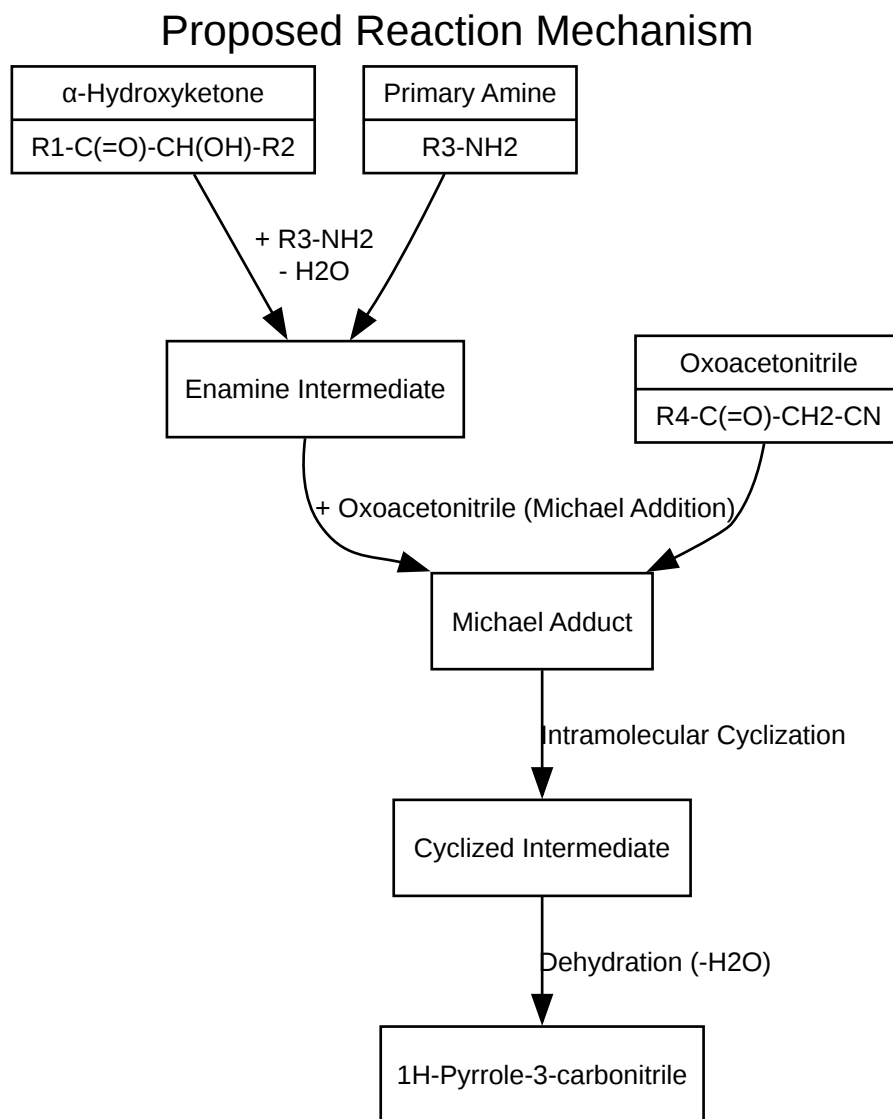 Proposed Reaction Mechanism
α-Hydroxyketone
R1-C(=O)-CH(OH)-R2
Primary Amine
R3-NH2
+ R3-NH2
- H2O
Enamine Intermediate
Oxoacetonitrile
R4-C(=O)-CH2-CN
+ Oxoacetonitrile (Michael Addition)
Michael Adduct
Intramolecular Cyclization
Cyclized Intermediate
Dehydration (-H2O)
1H-Pyrrole-3-carbonitrile